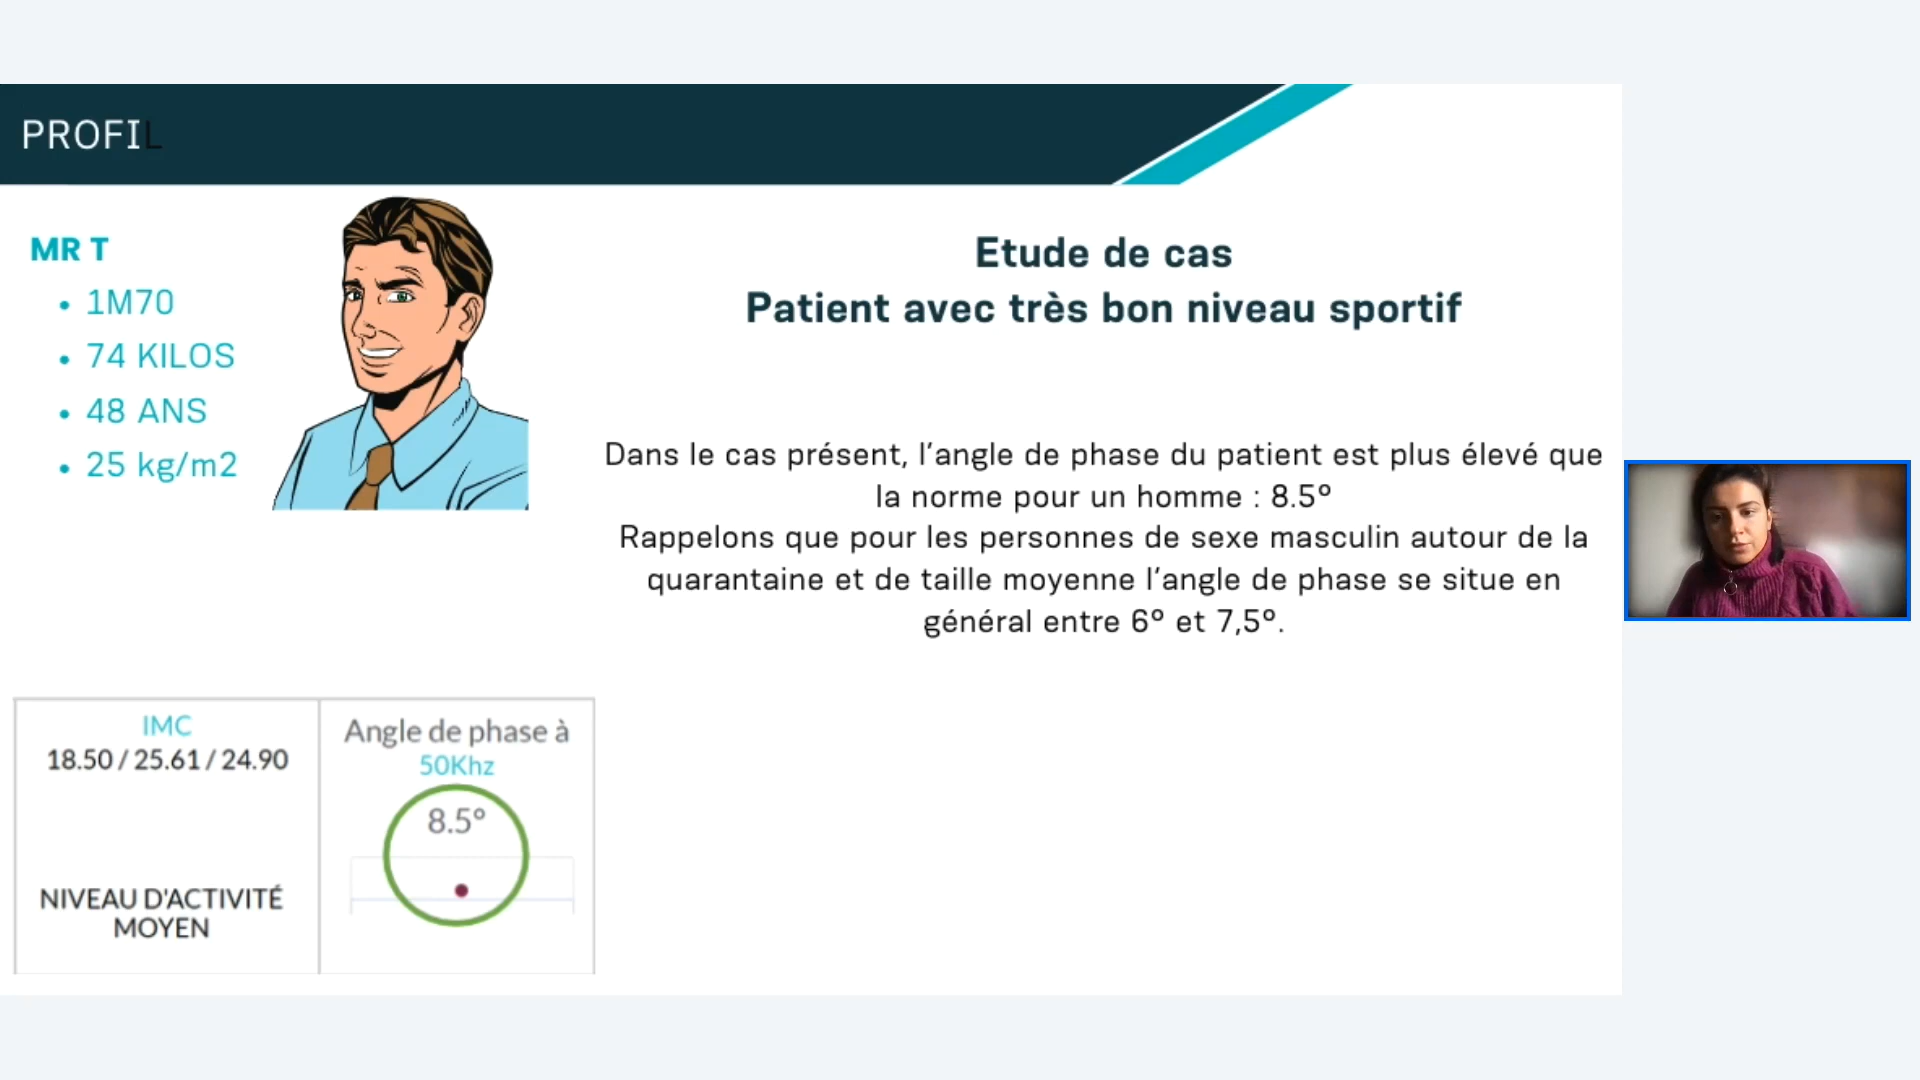 PROFIL
MR T
1M70
74 KILOS
48 ANS
25 kg/m2
Etude de cas
Patient avec très bon niveau sportif
Dans le cas présent, l’angle de phase du patient est plus élevé que
la norme pour un homme : 8.5º
Rappelons que pour les personnes de sexe masculin autour de la
quarantaine et de taille moyenne l’angle de phase se situe en
général entre 6º et 7,5º.
IMC
18.50 / 25.61 / 24.90
NIVEAU D'ACTIVITÉ
MOYEN
Angle de phase à
50Khz
8.5º